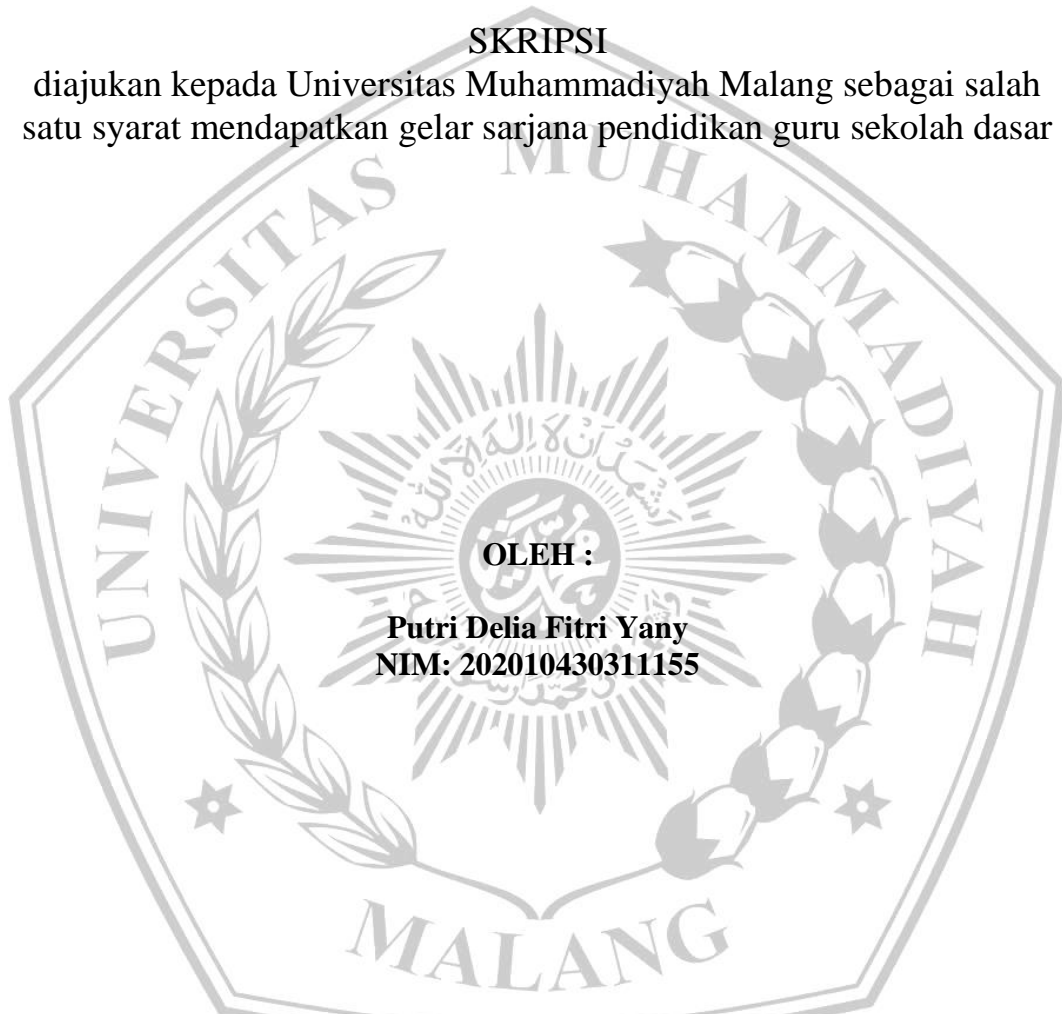 SKRIPSI
diajukan kepada Universitas Muhammadiyah Malang sebagai salah
satu syarat mendapatkan gelar sarjana pendidikan guru sekolah dasar
UNIVERSITAS MUHAMMADIYAH
OLEH :
Putri Delia Fitri Yany
NIM: 202010430311155
MALANG